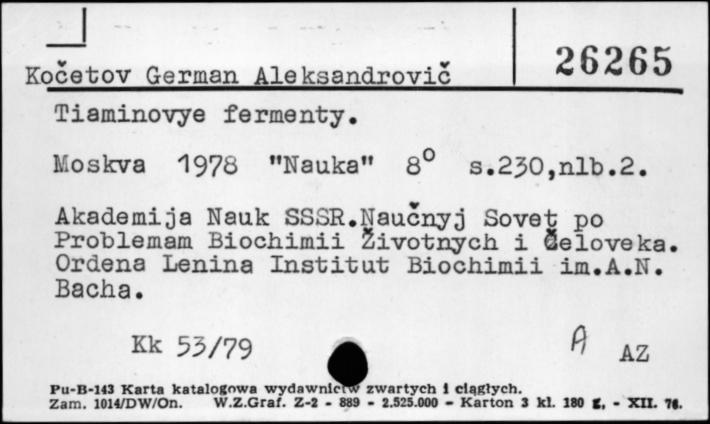 26265
Kočetov German Aleksandrovič
Tiaminovye fermenty.
Moskva 1978 "Nauka" 8° s.230,nlb.2.
Akademija Nauk SSSR.Naučnyj Sovet po
Problemam Biochimii Životnych i Čeloveka.
Ordena Lenina Institut Biochimii im.A.N.
Bacha.
Kk 53/79 A AZ
Pu-B-143 Karta katalogowa wydawnictw zwartych i ciągłych.
Zam. 1014/DW/On. W.Z.Graf. Z-2 - 889 - 2.525.000 - Karton 3 kl. 180 g. - XII. 76.